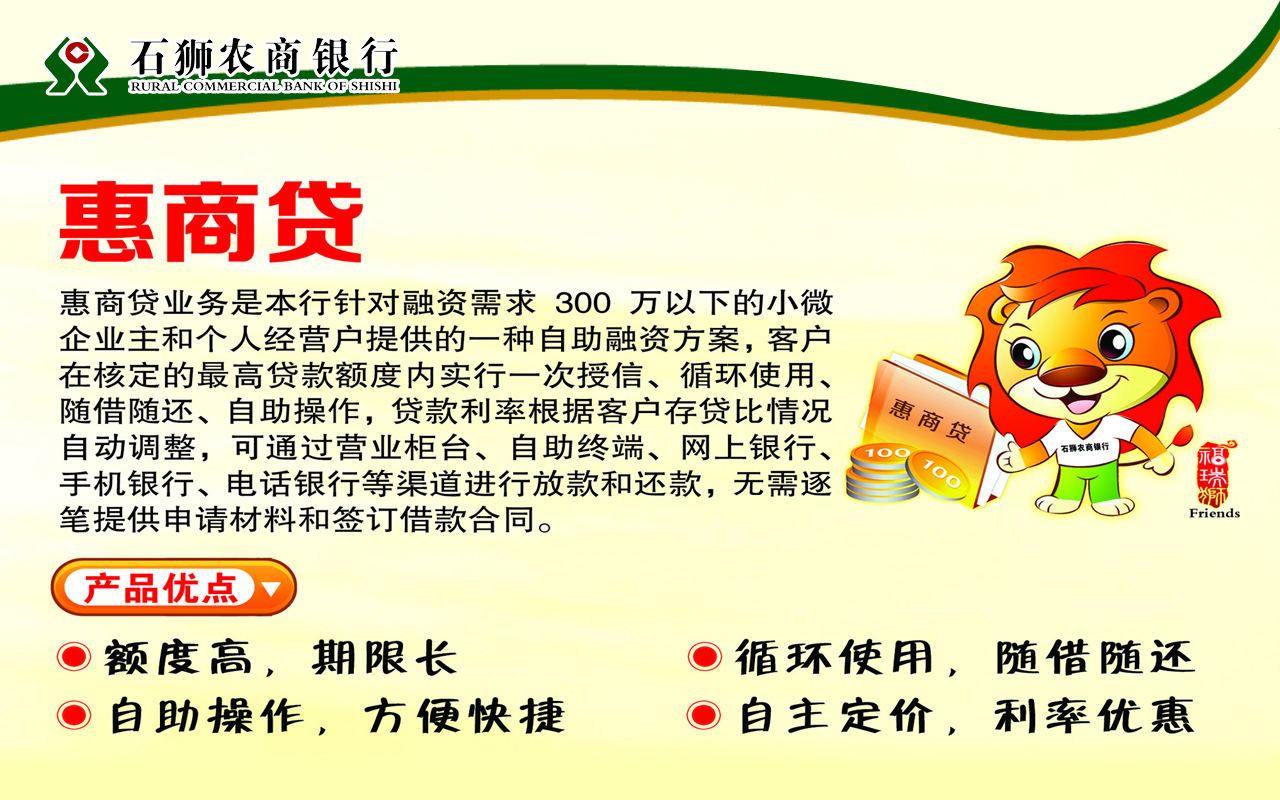 石狮农商银行
RURAL COMMERCIAL BANK OF SHISHI
惠商贷
惠商贷业务是本行针对融资需求 300 万以下的小微
企业主和个人经营户提供的一种自助融资方案，客户
在核定的最高贷款额度内实行一次授信、循环使用、
随借随还、自助操作，贷款利率根据客户存贷比情况
自动调整，可通过营业柜台、自助终端、网上银行、
手机银行、电话银行等渠道进行放款和还款，无需逐
笔提供申请材料和签订借款合同。
惠商贷
100
100
石狮农商银行
福瑞狮
Friends
产品优点
额度高，期限长
循环使用，随借随还
自助操作，方便快捷
自主定价，利率优惠